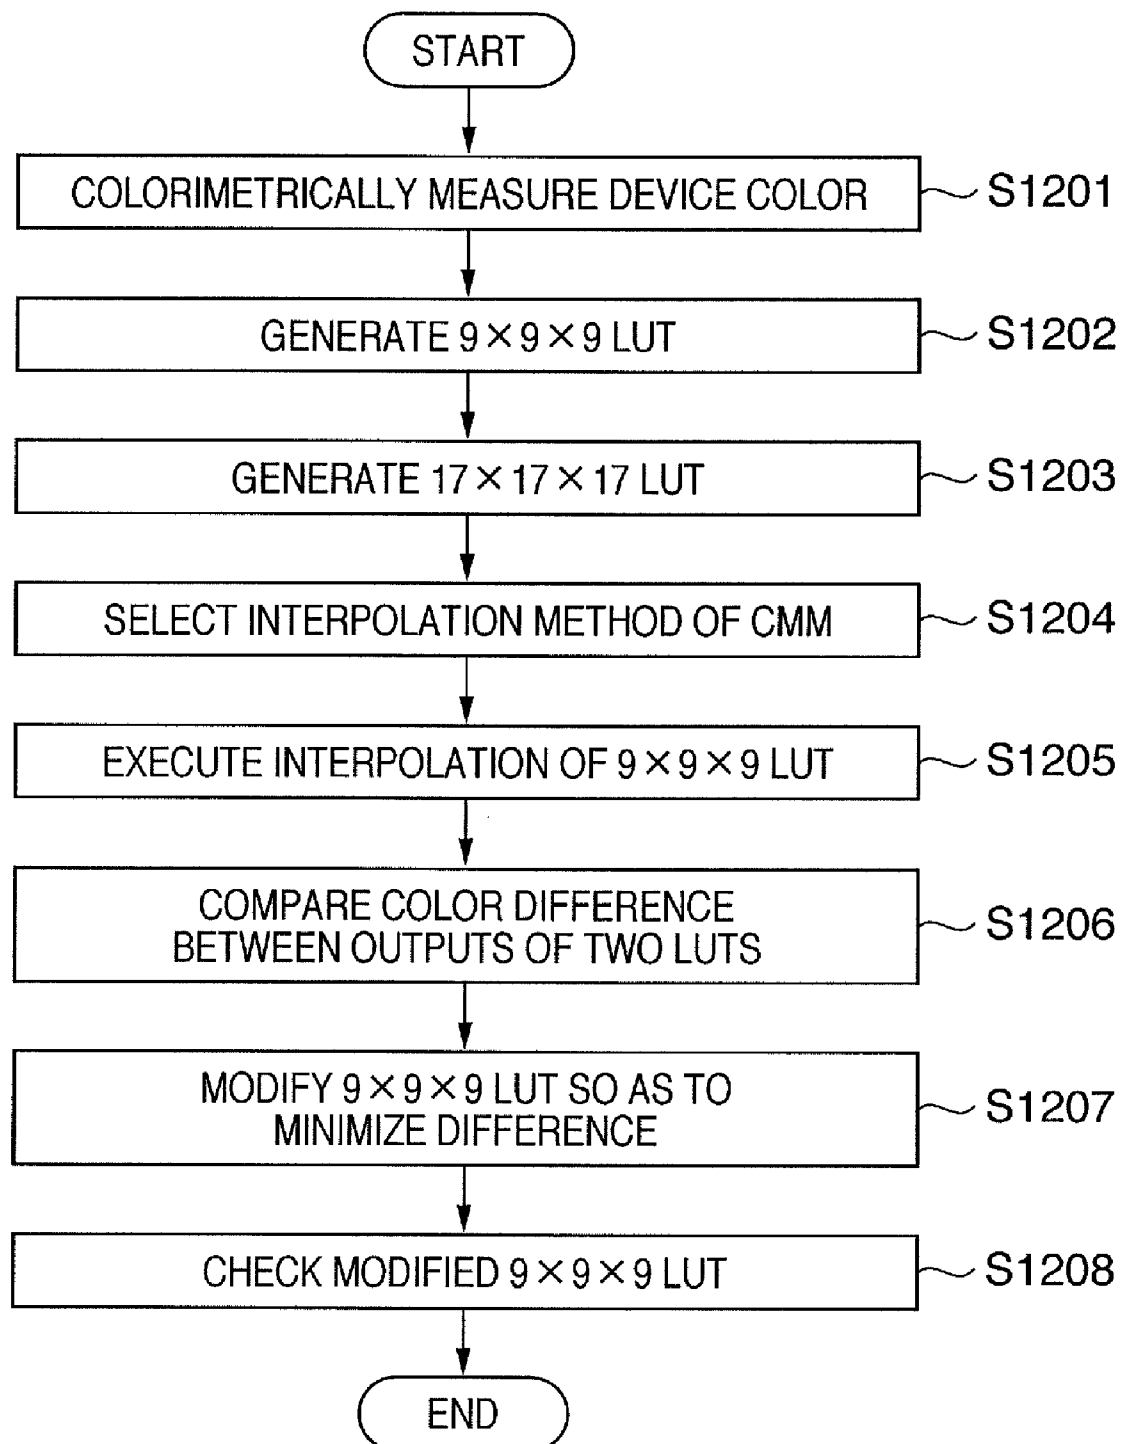 START
COLORIMETRICALLY MEASURE DEVICE COLOR
S1201
GENERATE 9×9×9 LUT
S1202
GENERATE 17×17×17 LUT
S1203
SELECT INTERPOLATION METHOD OF CMM
S1204
EXECUTE INTERPOLATION OF 9×9×9 LUT
S1205
COMPARE COLOR DIFFERENCE
BETWEEN OUTPUTS OF TWO LUTS
S1206
MODIFY 9×9×9 LUT SO AS TO
MINIMIZE DIFFERENCE
S1207
CHECK MODIFIED 9×9×9 LUT
S1208
END